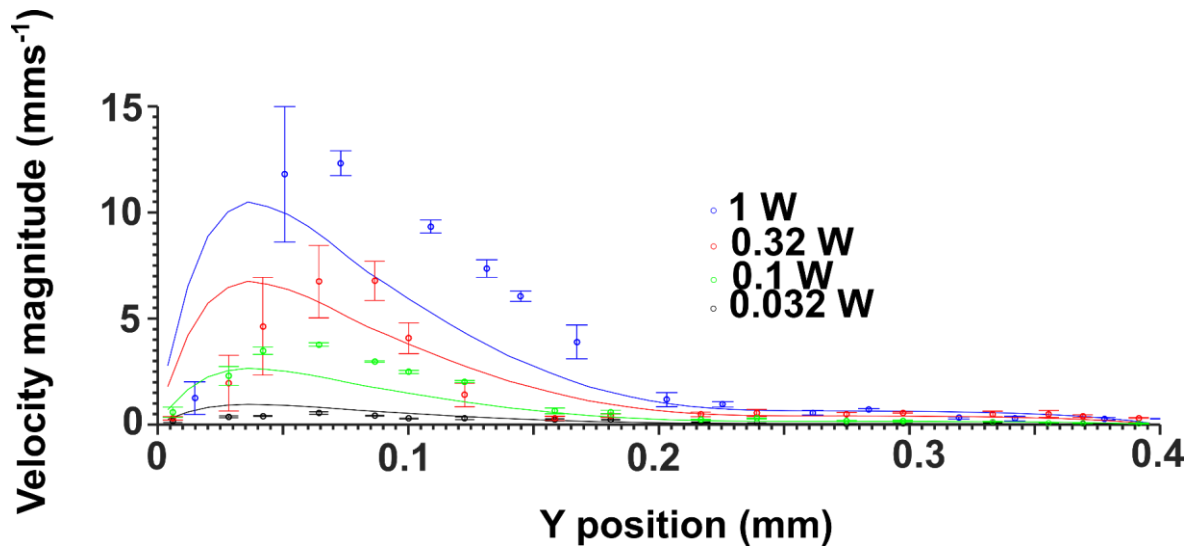 Velocity magnitude (mms⁻¹)
15
10
5
0
0
0.1
0.2
0.3
0.4
1 W
0.32 W
0.1 W
0.032 W
Y position (mm)